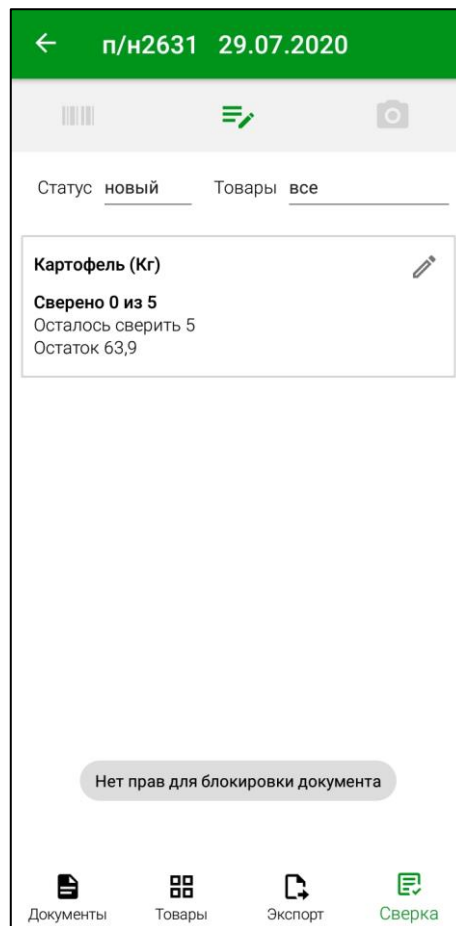 п/н2631 29.07.2020
Статус новый Товары все
Картофель (Кг)
Сверено 0 из 5
Осталось сверить 5
Остаток 63,9
Нет прав для блокировки документа
Документы Товары Экспорт Сверка